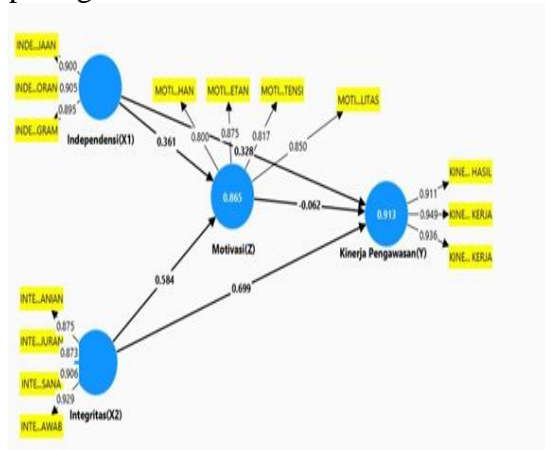 INDE...JAAN
0.900
INDE...ORAN
0.905
INDE...GRAM
0.895
Independensi(X1)
MOTI...HAN
MOTI...ETAN
MOTI...TENSI
MOTI...LITAS
0.800
0.875
0.817
0.850
0.361
0.328
0.865
Motivasi(Z)
-0.062
0.913
Kinerja Pengawasan(Y)
0.911
KINE... HASIL
0.949
KINE... KERJA
0.936
KINE... KERJA
0.584
0.699
INTE...ANIAN
0.875
INTE...JURAN
0.873
INTE...SANA
0.906
INTE...AWAB
0.929
Integritas(X2)